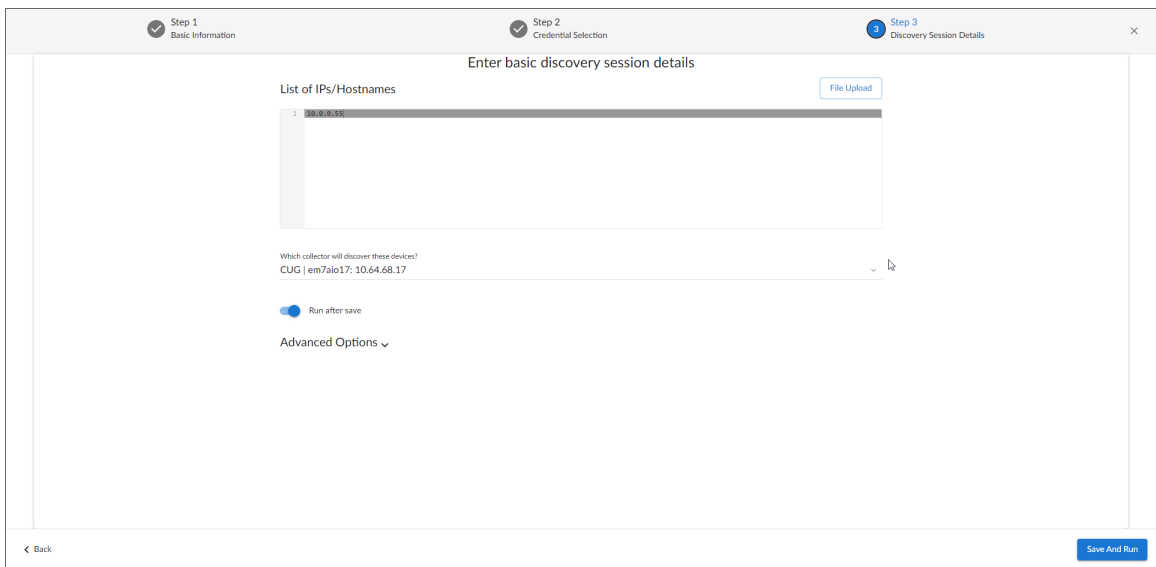 Step 1
Basic Information
Step 2
Credential Selection
3
Step 3
Discovery Session Details
Enter basic discovery session details
List of IPs/Hostnames
File Upload
1 10.0.0.55
Which collector will discover these devices?
CUG | em7aio17: 10.64.68.17
Run after save
Advanced Options
Back
Save And Run